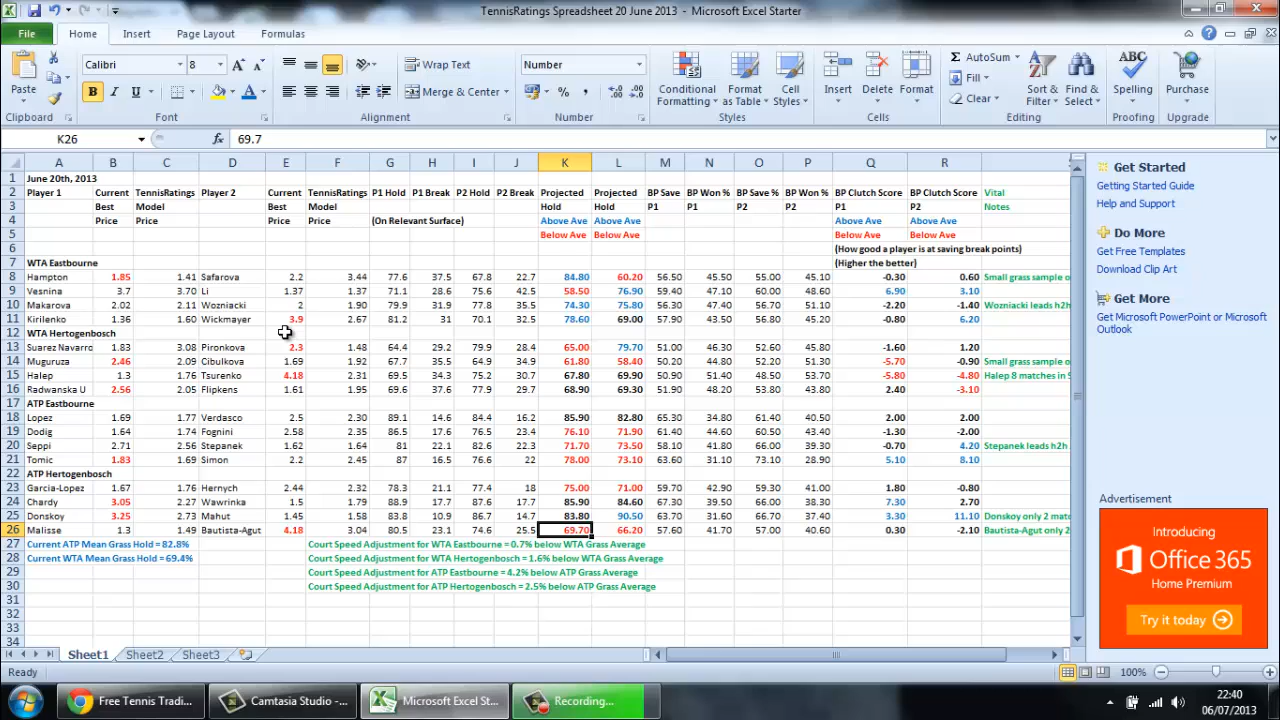 TennisRatings Spreadsheet 20 June 2013 - Microsoft Excel Starter
File Home Insert Page Layout Formulas
Calibri 8 Wrap Text Number AutoSum
Paste Merge & Center Conditional Formatting Format as Table Cell Styles Insert Delete Format Fill Clear Sort & Filter Find & Select Spelling Purchase
Clipboard Font Alignment Number Styles Cells Editing Proofing Upgrade
K26 fx 69.7
A B C D E F G H I J K L M N O P Q R
1 June 20th, 2013
2 Player 1 Current TennisRatings Player 2 Current TennisRatings P1 Hold P1 Break P2 Hold P2 Break Projected Projected BP Save BP Won % BP Save % BP Won % BP Clutch Score BP Clutch Score Vital
3 Best Model Best Model Hold Hold P1 P1 P2 P2 P1 P2 Notes
4 Price Price Price Price (On Relevant Surface) Above Ave Above Ave Above Ave Above Ave
5 Below Ave Below Ave Below Ave Below Ave
6 (How good a player is at saving break points)
7 WTA Eastbourne (Higher the better)
8 Hampton 1.85 1.41 Safarova 2.2 3.44 77.6 37.5 67.8 22.7 84.80 60.20 56.50 45.50 55.00 45.10 -0.30 0.60 Small grass sample o
9 Vesnina 3.7 3.70 Li 1.37 1.37 71.1 28.6 75.6 42.5 58.50 76.90 59.40 47.10 60.00 48.60 6.90 3.10
10 Makarova 2.02 2.11 Wozniacki 2 1.90 79.9 31.9 77.8 35.5 74.30 75.80 56.30 47.40 56.70 51.10 -2.20 -1.40 Wozniacki leads h2h
11 Kirilenko 1.36 1.60 Wickmayer 3.9 2.67 81.2 31 70.1 32.5 78.60 69.00 57.90 43.50 56.80 45.20 -0.80 6.20
12 WTA Hertogenbosch
13 Suarez Navarro 1.83 3.08 Pironkova 2.3 1.48 64.4 29.2 79.9 28.4 65.00 79.70 51.00 46.30 52.80 45.60 -1.60 1.20
14 Muguruza 2.46 2.09 Cibulkova 1.69 1.92 67.7 35.5 64.9 34.9 61.80 58.40 50.20 44.80 52.20 51.30 -5.70 -0.90 Small grass sample o
15 Halep 1.3 1.76 Tsurenko 4.18 2.31 69.5 34.3 75.2 30.7 67.80 69.90 50.90 51.40 48.50 53.70 -5.80 -4.80 Halep 8 matches in 9
16 Radwanska U 2.56 2.05 Flipkens 1.61 1.95 69.6 37.6 77.9 29.7 68.90 69.30 51.90 48.20 53.80 43.80 2.40 -3.10
17 ATP Eastbourne
18 Lopez 1.69 1.77 Verdasco 2.5 2.30 89.1 14.6 84.4 16.2 85.90 82.80 65.30 34.80 61.40 40.50 2.00 2.00
19 Dodig 1.64 1.74 Fognini 2.58 2.35 86.5 17.6 76.5 23.4 76.10 71.90 61.40 44.60 60.50 43.40 -1.30 -2.00
20 Seppi 2.71 2.56 Stepanek 1.62 1.64 81 22.1 82.6 22.3 71.70 73.50 58.10 41.80 66.00 39.30 -0.70 4.20 Stepanek leads h2h
21 Tomic 1.83 1.69 Simon 2.2 2.45 87 16.5 76.6 22 78.00 73.10 63.60 31.10 73.10 28.90 5.10 8.10
22 ATP Hertogenbosch
23 Garcia-Lopez 1.67 1.76 Hernych 2.44 2.32 78.3 21.1 77.4 18 75.00 71.00 59.70 42.90 59.30 30.60 1.80 -0.80
24 Chardy 3.05 2.27 Wawrinka 1.5 1.79 88.9 17.7 87.6 17.7 85.90 84.60 67.30 39.50 66.00 38.30 7.30 2.70
25 Donskoy 3.25 2.73 Mahut 1.45 1.58 83.8 10.9 86.7 14.7 83.80 90.50 63.70 31.60 66.70 37.40 3.30 11.10 Donskoy only 2 mat
26 Malisse 1.3 1.49 Bautista-Agut 4.18 3.04 80.5 23.1 74.6 25.5 69.70 66.20 57.60 41.70 57.00 40.60 0.30 -2.10 Bautista-Agut only 2
27 Current ATP Mean Grass Hold = 82.8% Court Speed Adjustment for WTA Eastbourne = 0.7% below WTA Grass Average
28 Current WTA Mean Grass Hold = 69.4% Court Speed Adjustment for WTA Hertogenbosch = 1.6% below WTA Grass Average
29 Court Speed Adjustment for ATP Eastbourne = 4.2% below ATP Grass Average
30 Court Speed Adjustment for ATP Hertogenbosch = 2.5% below ATP Grass Average
31
32
33
34
Sheet1 Sheet2 Sheet3
Ready 100%
Get Started
Getting Started Guide
Help and Support
Do More
Get Free Templates
Download Clip Art
Get More
Get Microsoft PowerPoint or Microsoft
Outlook
Advertisement
Introducing
Office 365
Home Premium
Try it today
Free Tennis Tradi... Camtasia Studio -... Microsoft Excel St... Recording...
22:40
06/07/2013